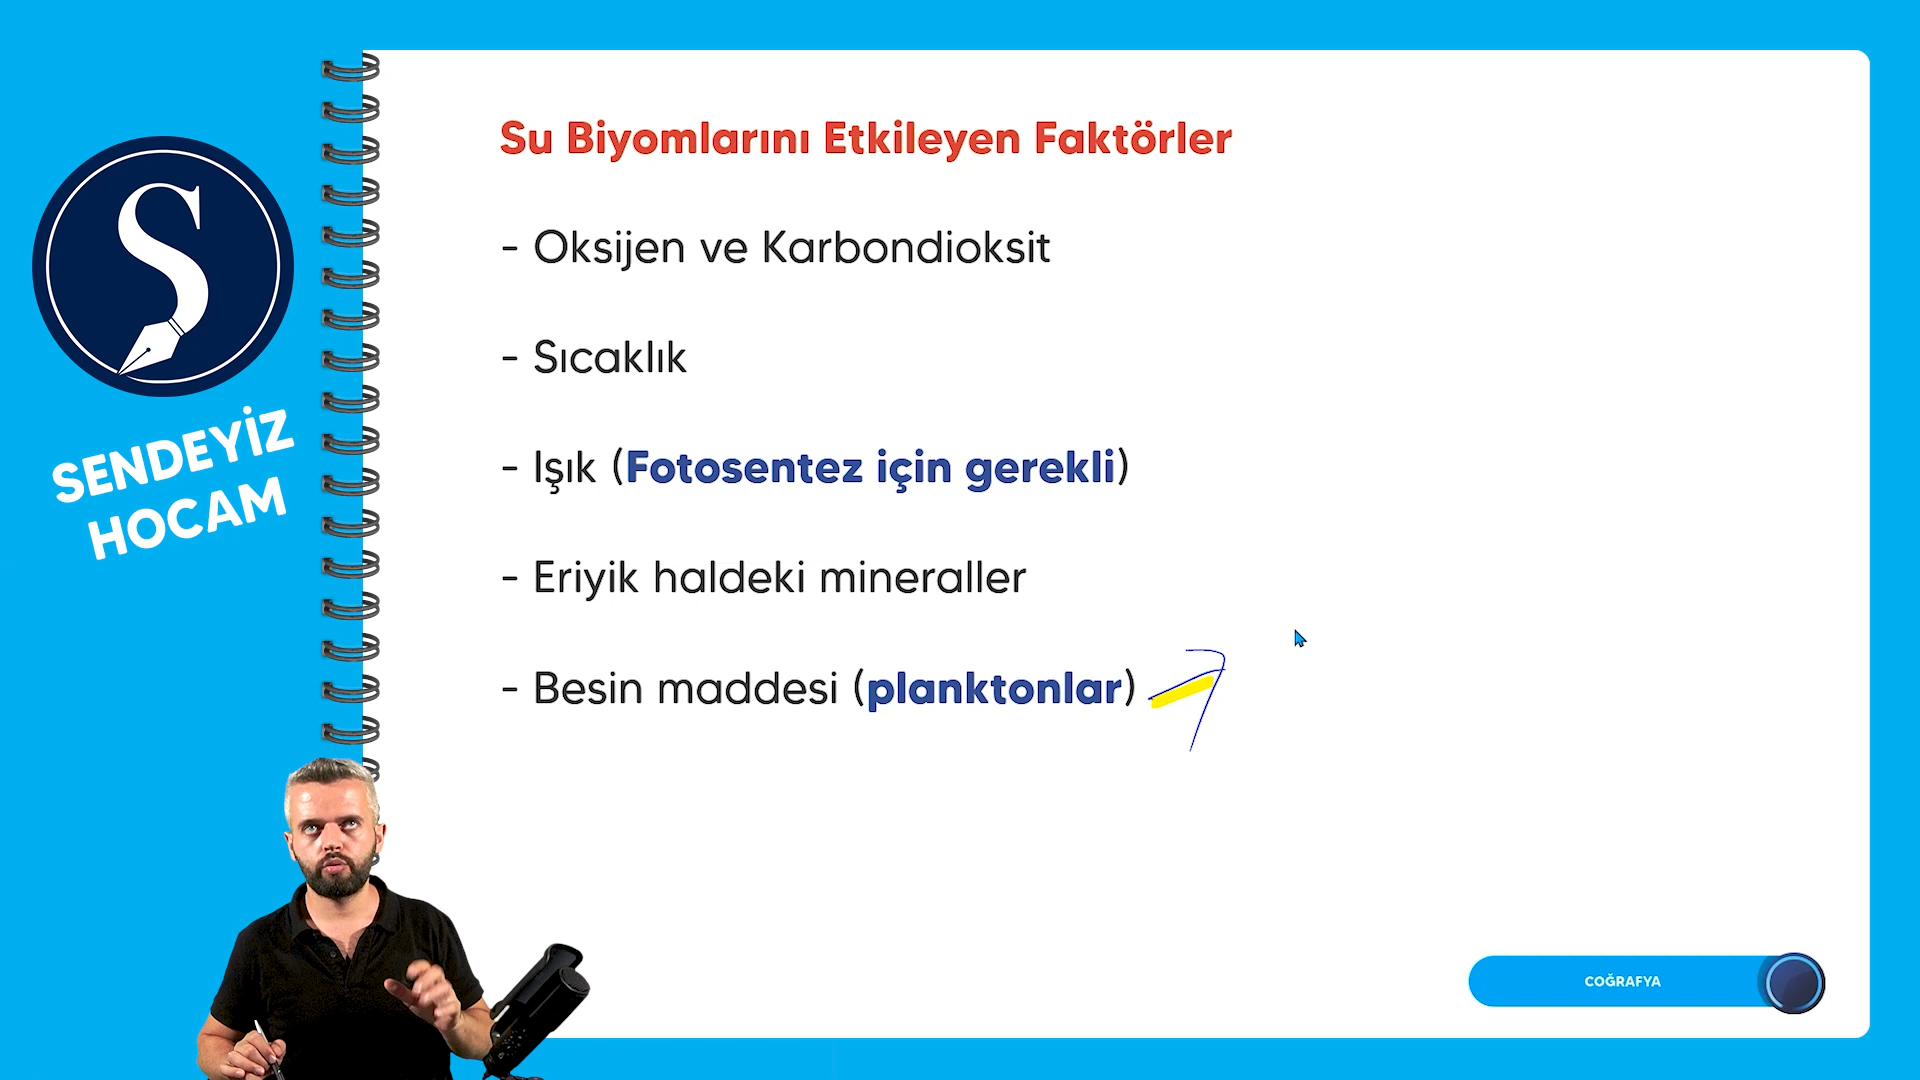 Su Biyomlarını Etkileyen Faktörler
- Oksijen ve Karbondioksit
- Sıcaklık
- Işık (Fotosentez için gerekli)
- Eriyik haldeki mineraller
- Besin maddesi (planktonlar)
S
SENDEYİZ
HOCAM
COĞRAFYA